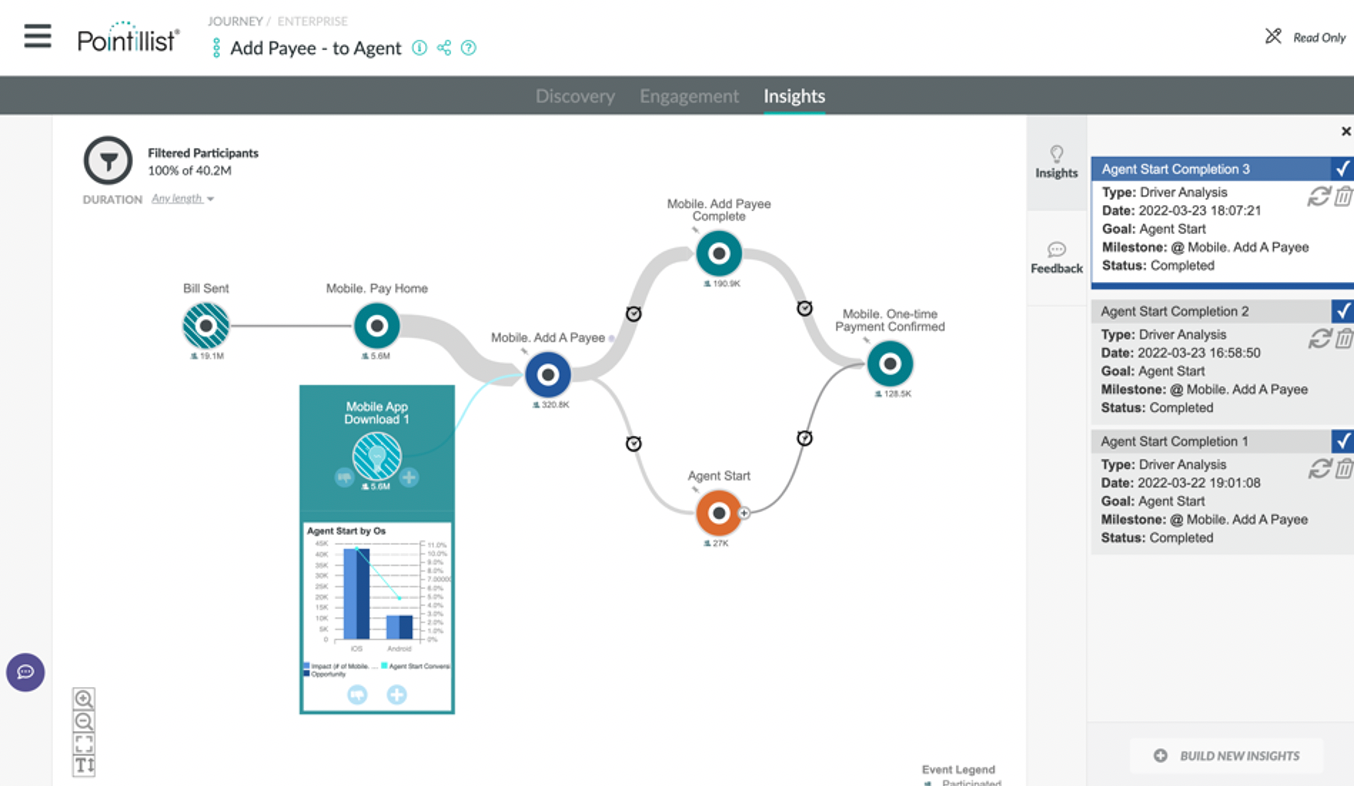 JOURNEY / ENTERPRISE
Pointillist®
Add Payee - to Agent
Read Only
Discovery Engagement Insights
Filtered Participants
100% of 40.2M
DURATION Any length
Bill Sent
19.1M
Mobile. Pay Home
5.6M
Mobile. Add A Payee
320.8K
Mobile. Add Payee
Complete
190.9K
Mobile. One-time
Payment Confirmed
128.5K
Agent Start
27K
Mobile App
Download 1
5.6M
Agent Start by Os
45K
40K
35K
30K
25K
20K
15K
10K
5K
0
11.0%
10.0%
9.0%
8.0%
7.00000
6.0%
5.0%
4.0%
3.0%
2.0%
1.0%
0%
iOS Android
Impact (# of Mobile. ... Agent Start Convers
Opportunity
Insights
Feedback
Agent Start Completion 3
Type: Driver Analysis
Date: 2022-03-23 18:07:21
Goal: Agent Start
Milestone: @ Mobile. Add A Payee
Status: Completed
Agent Start Completion 2
Type: Driver Analysis
Date: 2022-03-23 16:58:50
Goal: Agent Start
Milestone: @ Mobile. Add A Payee
Status: Completed
Agent Start Completion 1
Type: Driver Analysis
Date: 2022-03-22 19:01:08
Goal: Agent Start
Milestone: @ Mobile. Add A Payee
Status: Completed
BUILD NEW INSIGHTS
Event Legend
Participated